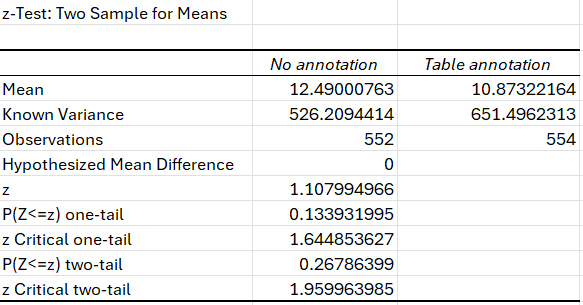 z-Test: Two Sample for Means
No annotation Table annotation
Mean 12.49000763 10.87322164
Known Variance 526.2094414 651.4962313
Observations 552 554
Hypothesized Mean Difference 0
z 1.107994966
P(Z<=z) one-tail 0.133931995
z Critical one-tail 1.644853627
P(Z<=z) two-tail 0.26786399
z Critical two-tail 1.959963985